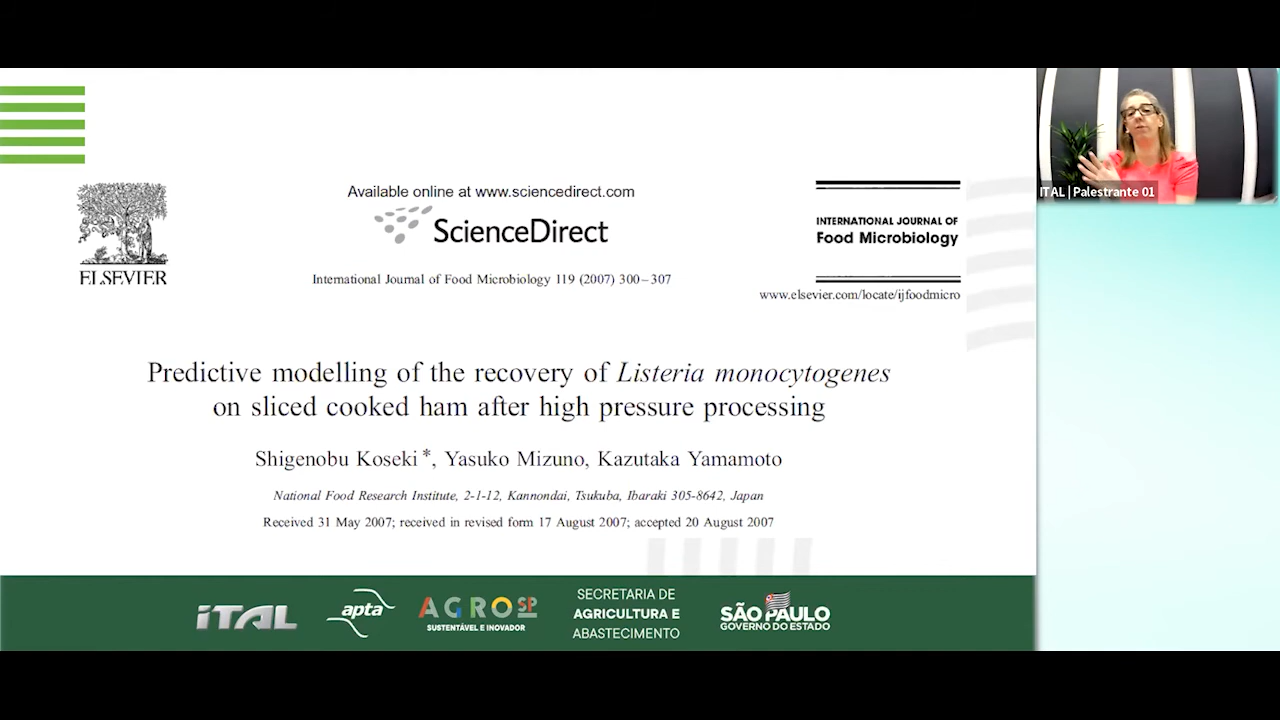 Available online at www.sciencedirect.com
ScienceDirect
ELSEVIER
International Journal of Food Microbiology 119 (2007) 300–307
INTERNATIONAL JOURNAL OF
Food Microbiology
www.elsevier.com/locate/ijfoodmicro
Predictive modelling of the recovery of Listeria monocytogenes
on sliced cooked ham after high pressure processing
Shigenobu Koseki*, Yasuko Mizuno, Kazutaka Yamamoto
National Food Research Institute, 2-1-12, Kannondai, Tsukuba, Ibaraki 305-8642, Japan
Received 31 May 2007; received in revised form 17 August 2007; accepted 20 August 2007
ITAL | Palestrante 01
iTAL
apta
AGRO SP
SUSTENTÁVEL E INOVADOR
SECRETARIA DE
AGRICULTURA E
ABASTECIMENTO
SÃO PAULO
GOVERNO DO ESTADO